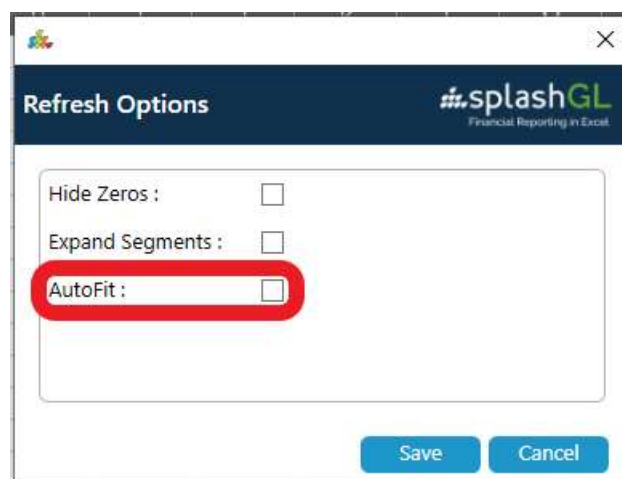 Refresh Options
splashGL
Financial Reporting in Excel
Hide Zeros :
Expand Segments :
AutoFit :
Save
Cancel